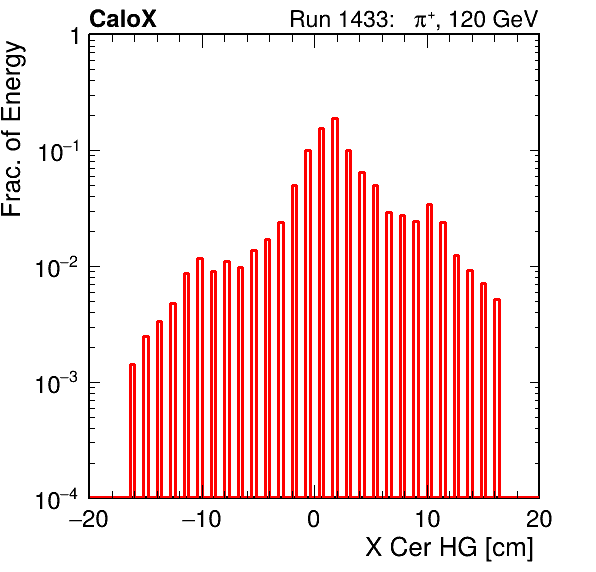 CaloX Run 1433: π⁺, 120 GeV
Frac. of Energy
1
10⁻¹
10⁻²
10⁻³
10⁻⁴
−20 −10 0 10 20
X Cer HG [cm]